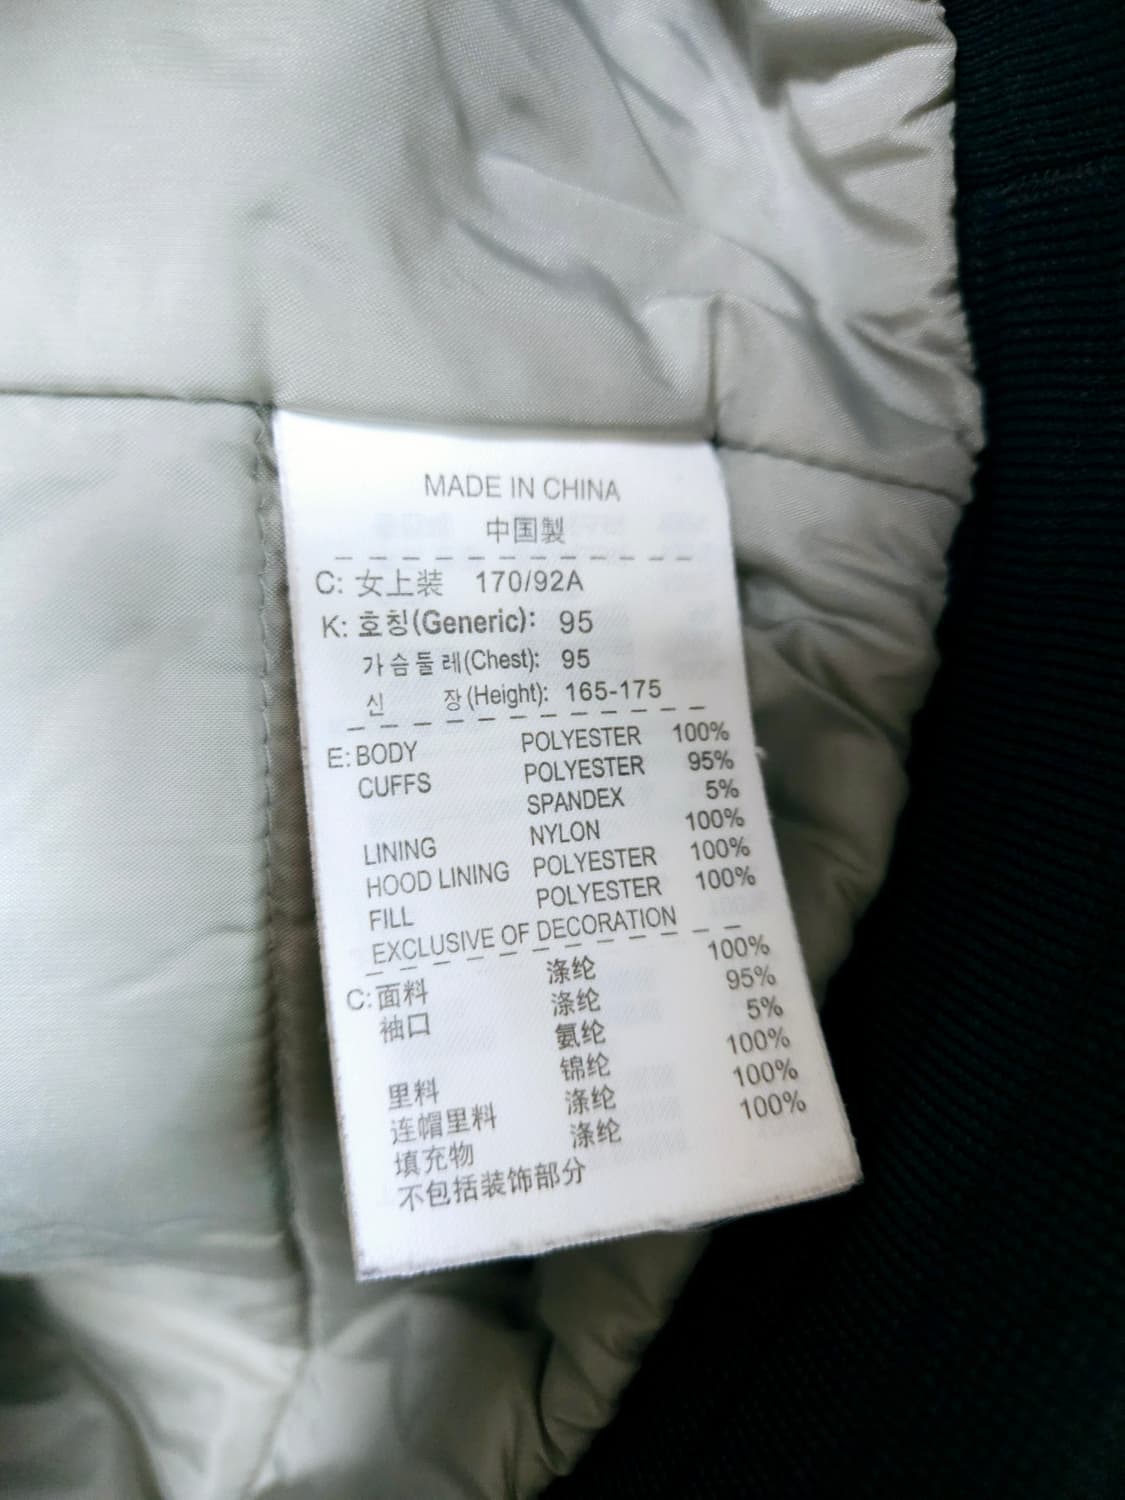 MADE IN CHINA
中国製
C: 女上装 170/92A
K: 호칭(Generic): 95
가슴둘레(Chest): 95
신 장(Height): 165-175
E: BODY POLYESTER 100%
CUFFS POLYESTER 95%
SPANDEX 5%
LINING NYLON 100%
HOOD LINING POLYESTER 100%
FILL POLYESTER 100%
EXCLUSIVE OF DECORATION
C: 面料 涤纶 100%
袖口 涤纶 95%
氨纶 5%
里料 锦纶 100%
连帽里料 涤纶 100%
填充物 涤纶 100%
不包括装饰部分